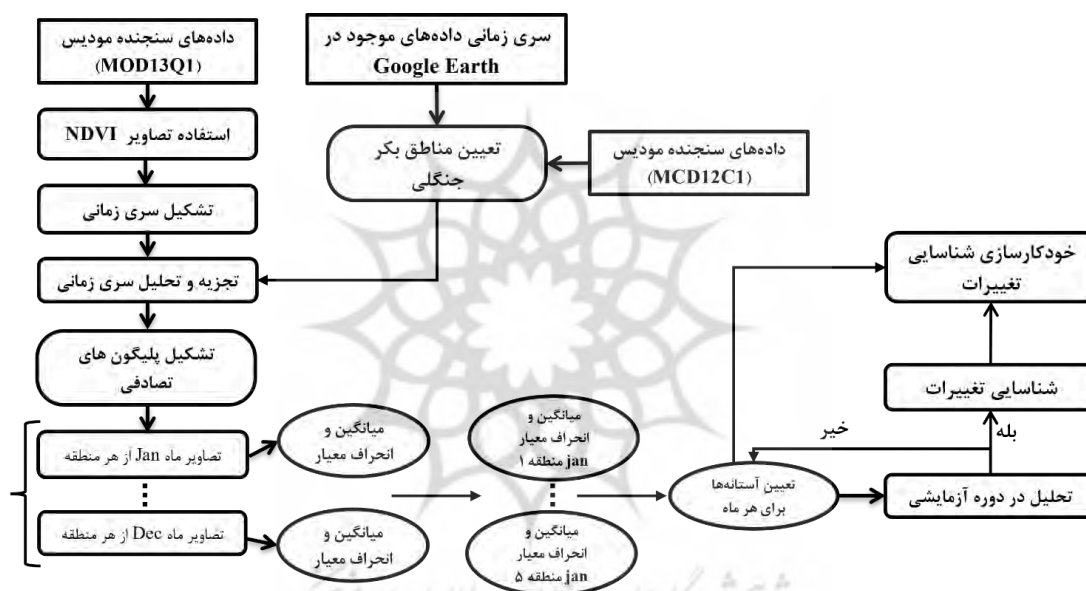 داده‌های سنجنده مودیس
(MOD13Q1)
سری زمانی داده‌های موجود در
Google Earth
استفاده تصاویر NDVI
تعیین مناطق بکر
جنگلی
داده‌های سنجنده مودیس
(MCD12C1)
تشکیل سری زمانی
تجزیه و تحلیل سری زمانی
خودکارسازی شناسایی
تغییرات
تشکیل پلیگون های
تصادفی
شناسایی تغییرات
تصاویر ماه Jan از هر منطقه
میانگین و
انحراف معیار
میانگین و
انحراف معیار
jan منطقه ۱
خیر
بله
تعیین آستانه‌ها
برای هر ماه
تحلیل در دوره آزمایشی
تصاویر ماه Dec از هر منطقه
میانگین و
انحراف معیار
میانگین و
انحراف معیار
jan منطقه ۵